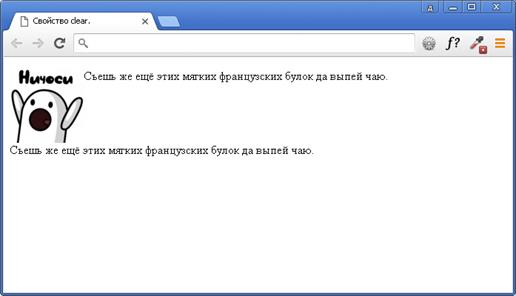 Свойство clear.
д
f?
Ничоси
Съешь же ещё этих мягких французских булок да выпей чаю.
Съешь же ещё этих мягких французских булок да выпей чаю.